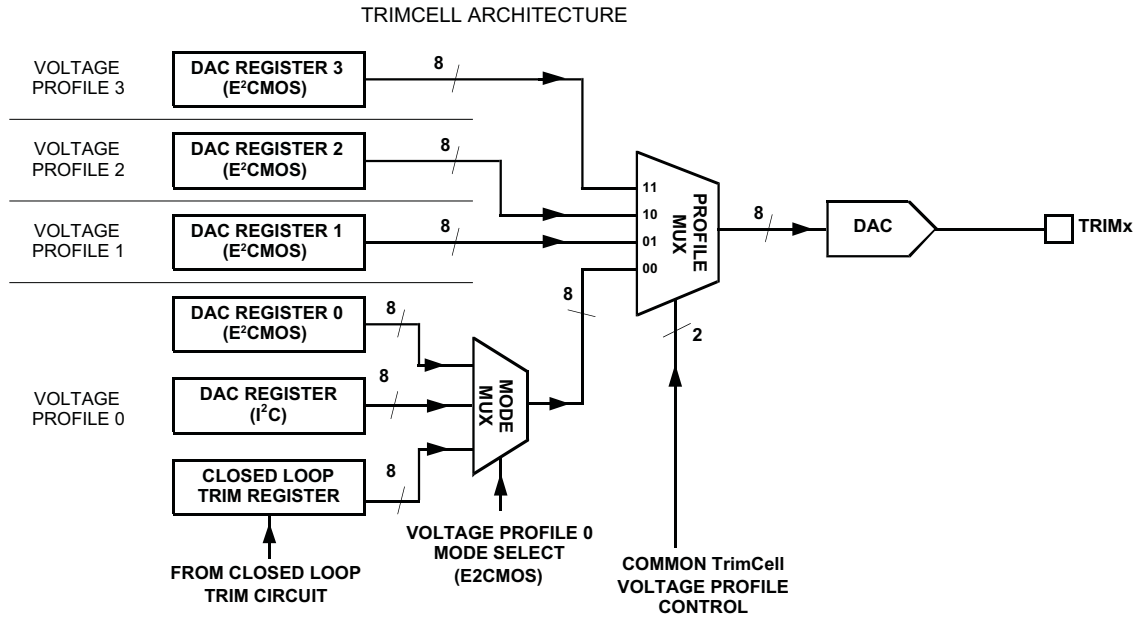 TRIMCELL ARCHITECTURE
VOLTAGE
PROFILE 3
DAC REGISTER 3
(E²CMOS)
8
VOLTAGE
PROFILE 2
DAC REGISTER 2
(E²CMOS)
8
VOLTAGE
PROFILE 1
DAC REGISTER 1
(E²CMOS)
8
VOLTAGE
PROFILE 0
DAC REGISTER 0
(E²CMOS)
8
DAC REGISTER
(I²C)
8
CLOSED LOOP
TRIM REGISTER
8
FROM CLOSED LOOP
TRIM CIRCUIT
MODE
MUX
VOLTAGE PROFILE 0
MODE SELECT
(E2CMOS)
8
11
10
01
00
PROFILE
MUX
2
COMMON TrimCell
VOLTAGE PROFILE
CONTROL
8
DAC
TRIMx